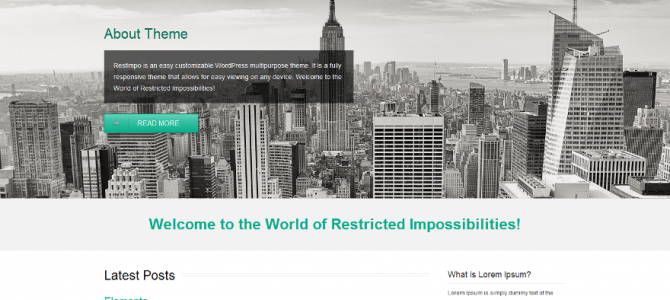 About Theme
RestImpo is an easy customizable WordPress multipurpose theme. It is a fully
responsive theme that allows for easy viewing on any device. Welcome to the
World of Restricted Impossibilities!
READ MORE
Welcome to the World of Restricted Impossibilities!
Latest Posts
What is Lorem Ipsum?
Elements
Lorem Ipsum is simply dummy text of the